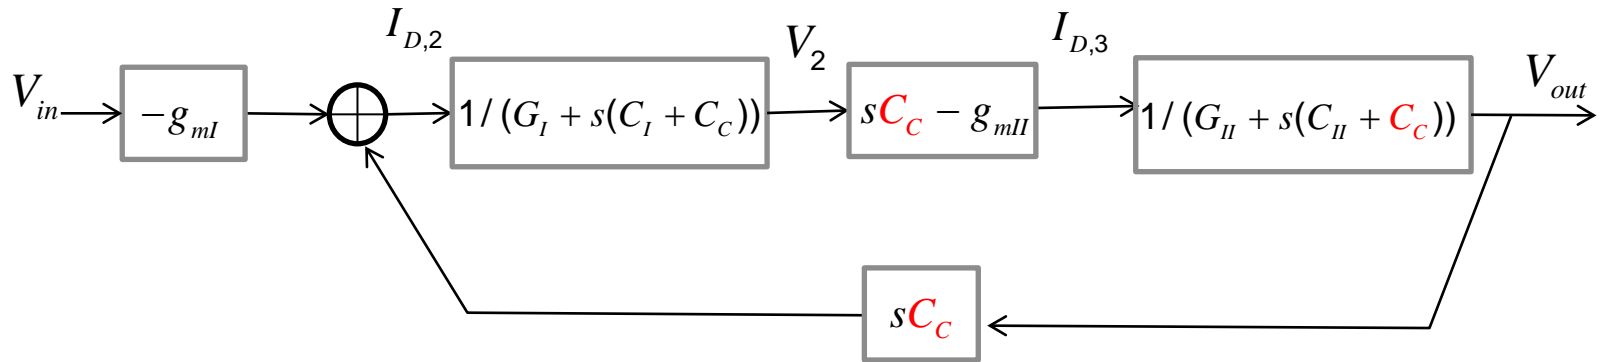 I_{D,2} V_2 I_{D,3}
V_{in} -g_{mI} 1/(G_I + s(C_I + C_C)) sC_C - g_{mII} 1/(G_{II} + s(C_{II} + C_C)) V_{out}
sC_C